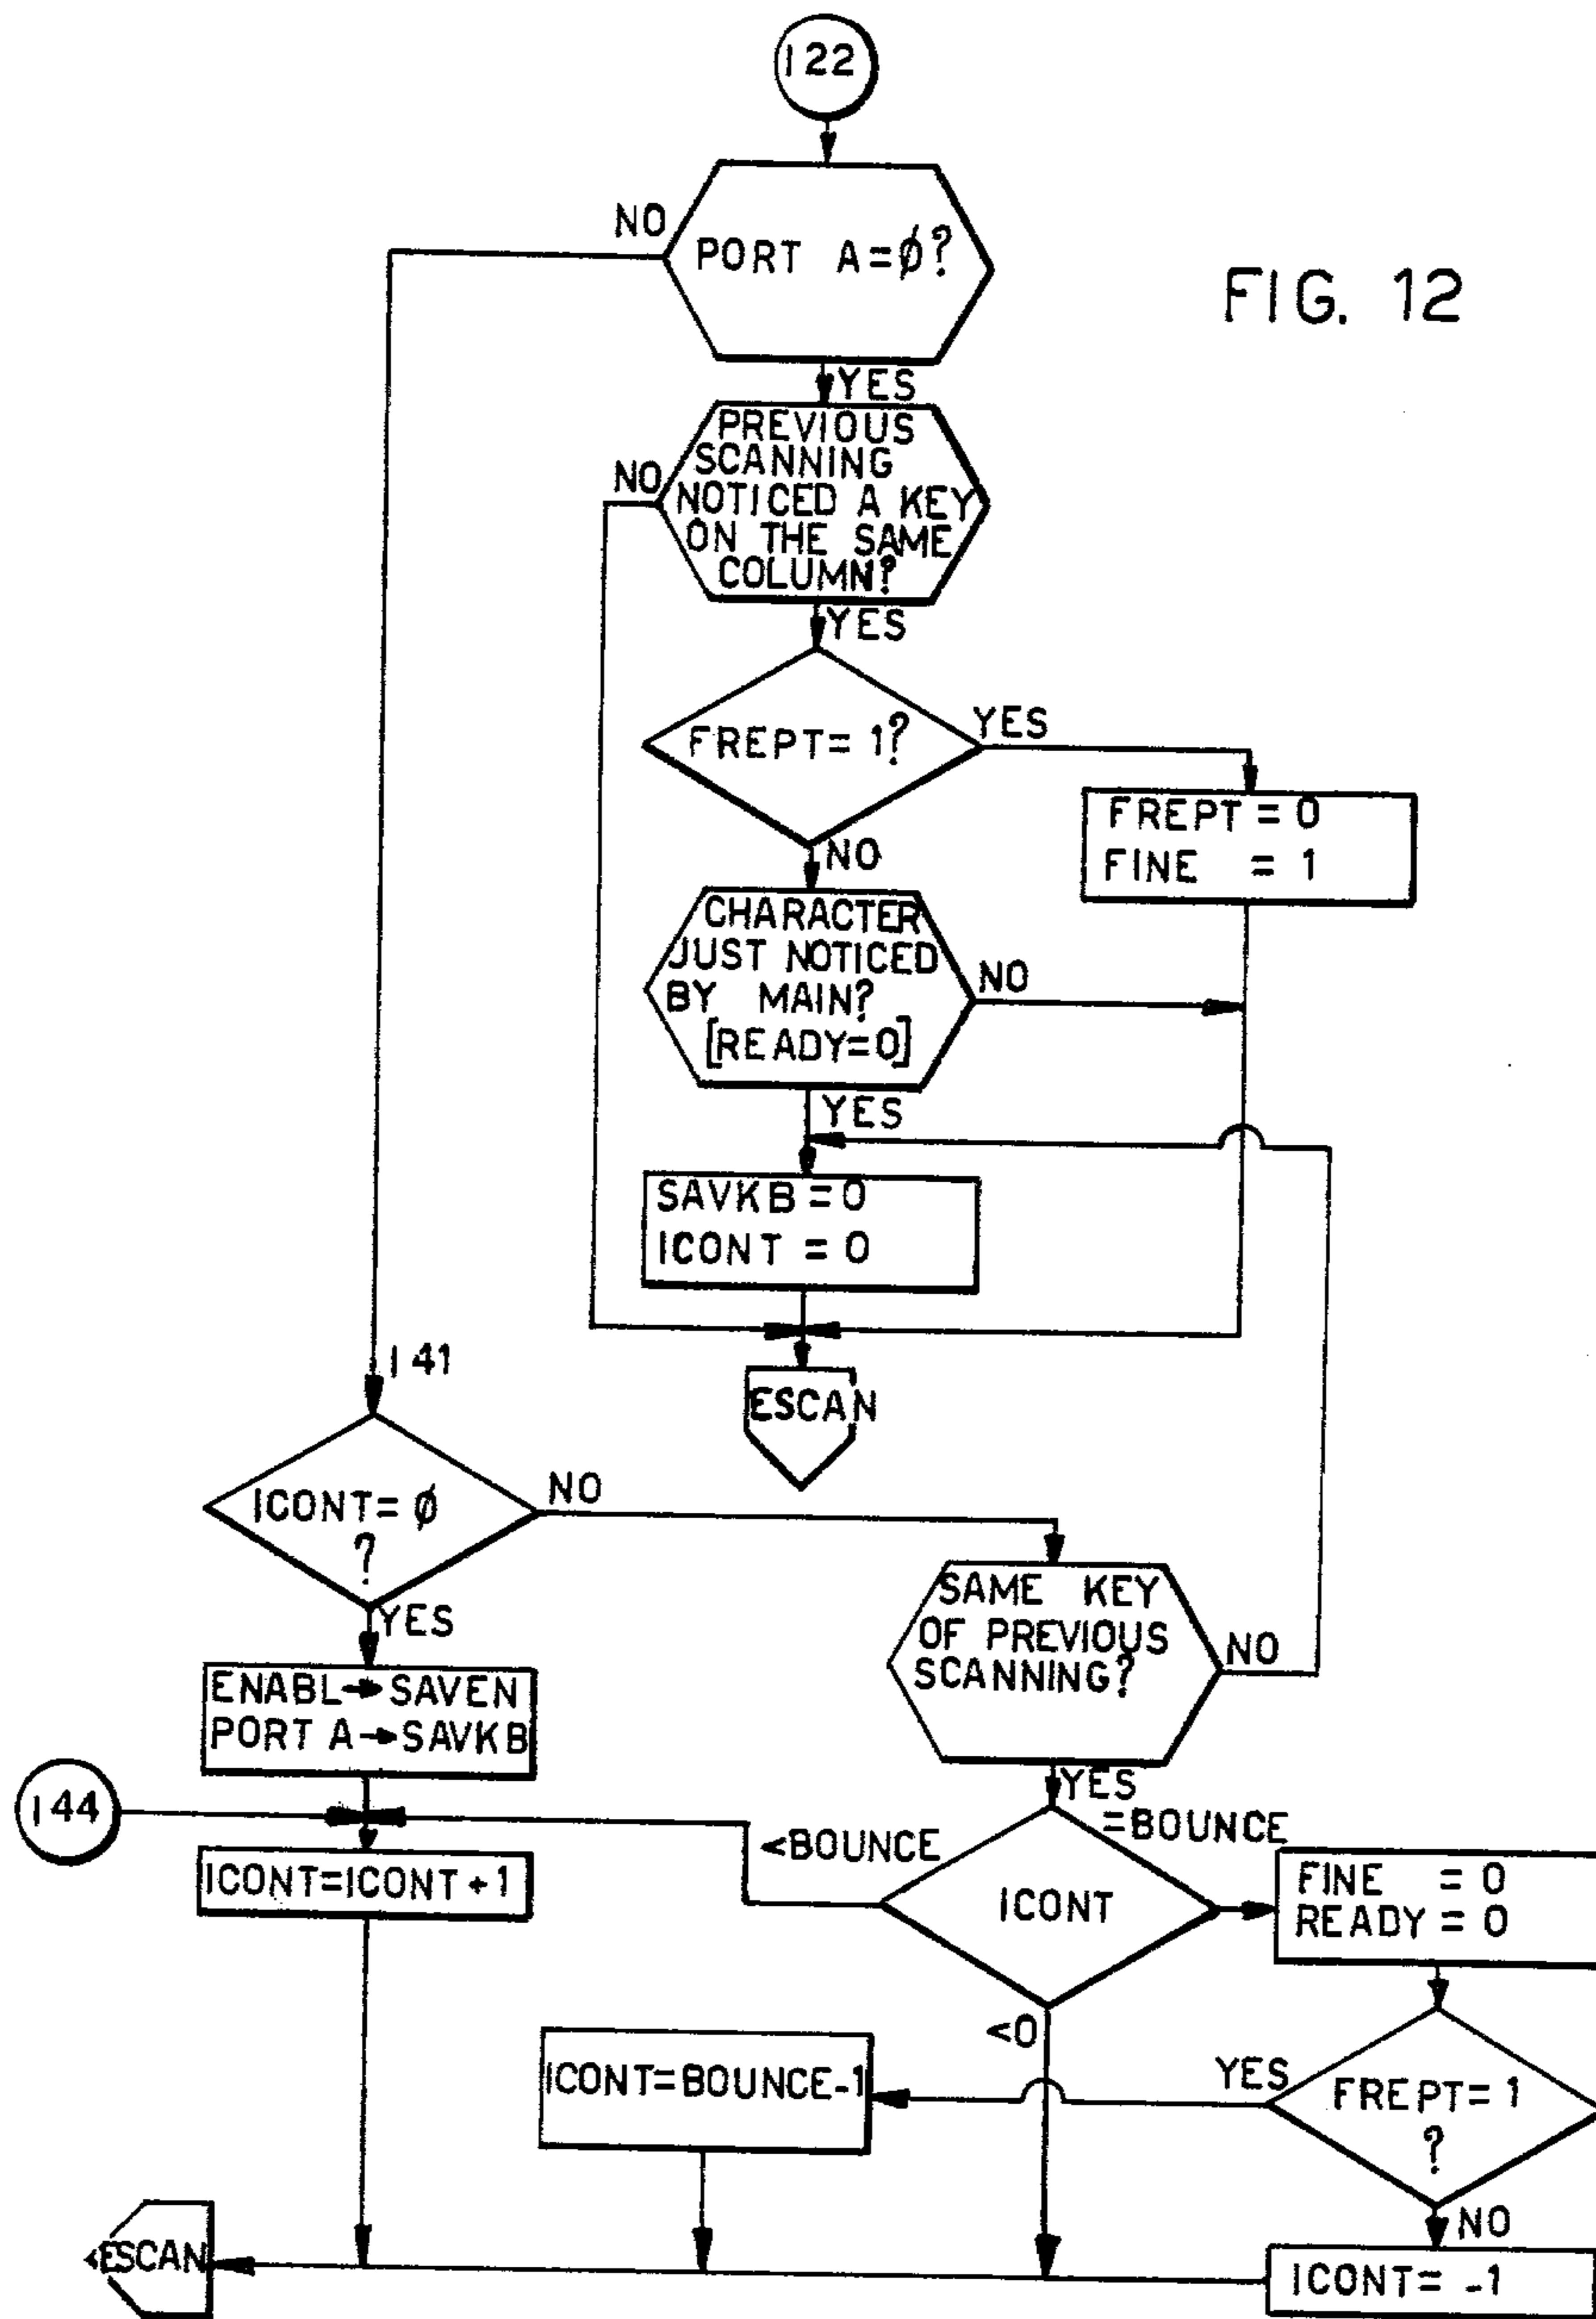 122
PORT A=∅?
NO
FIG. 12
YES
PREVIOUS
SCANNING
NOTICED A KEY
ON THE SAME
COLUMN?
NO
YES
FREPT= 1?
YES
FREPT = 0
FINE = 1
NO
CHARACTER
JUST NOTICED
BY MAIN?
[READY=0]
NO
YES
SAVKB=0
ICONT = 0
ESCAN
141
ICONT=∅
?
NO
YES
SAME KEY
OF PREVIOUS
SCANNING?
NO
ENABL→SAVEN
PORT A→SAVKB
YES
144
ICONT=ICONT+1
<BOUNCE
=BOUNCE
ICONT
FINE = 0
READY = 0
<0
ICONT=BOUNCE-1
YES
FREPT= 1
?
NO
ESCAN
ICONT= -1